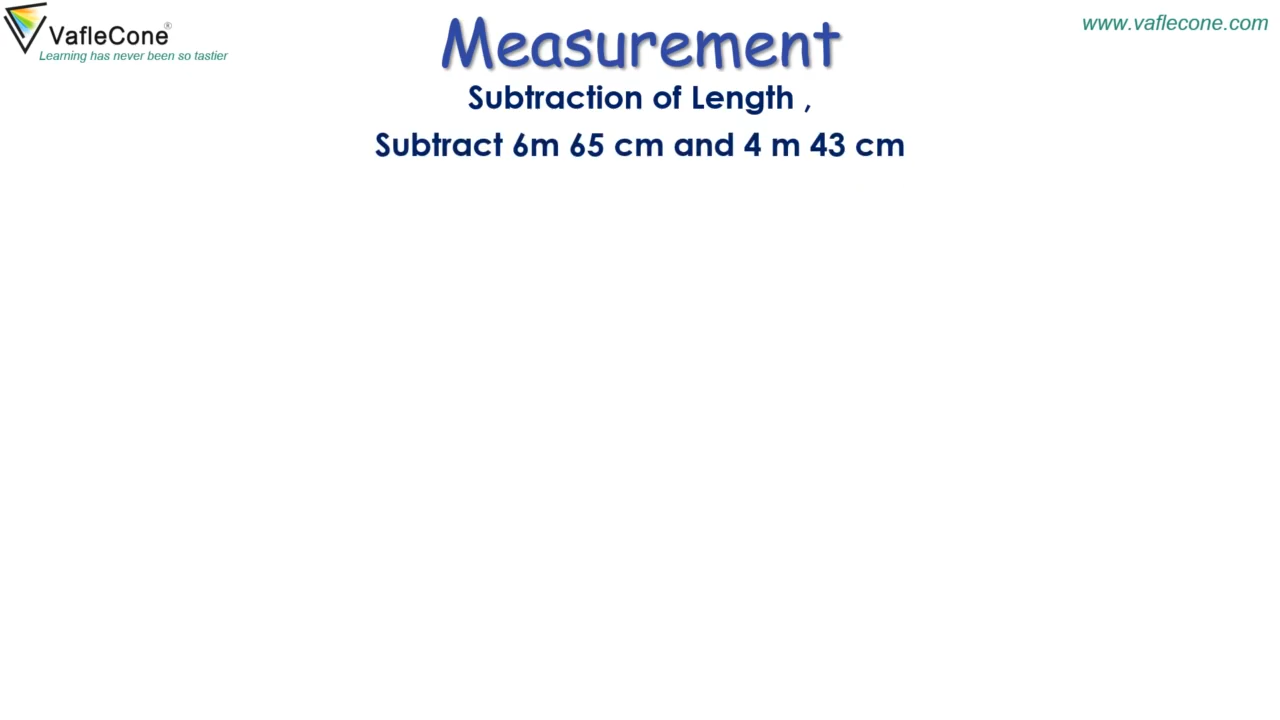 VafleCone®
Learning has never been so tastier
www.vaflecone.com
Measurement
Subtraction of Length ,
Subtract 6m 65 cm and 4 m 43 cm